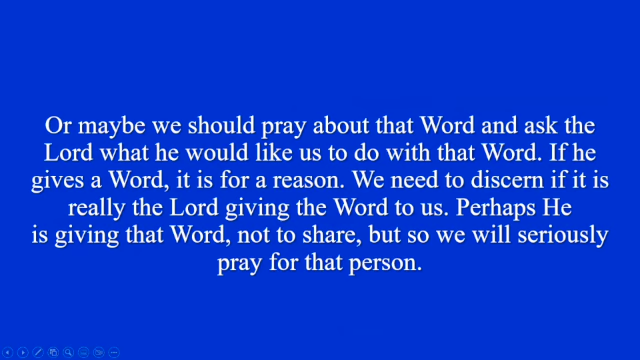 Or maybe we should pray about that Word and ask the
Lord what he would like us to do with that Word. If he
gives a Word, it is for a reason. We need to discern if it is
really the Lord giving the Word to us. Perhaps He
is giving that Word, not to share, but so we will seriously
pray for that person.